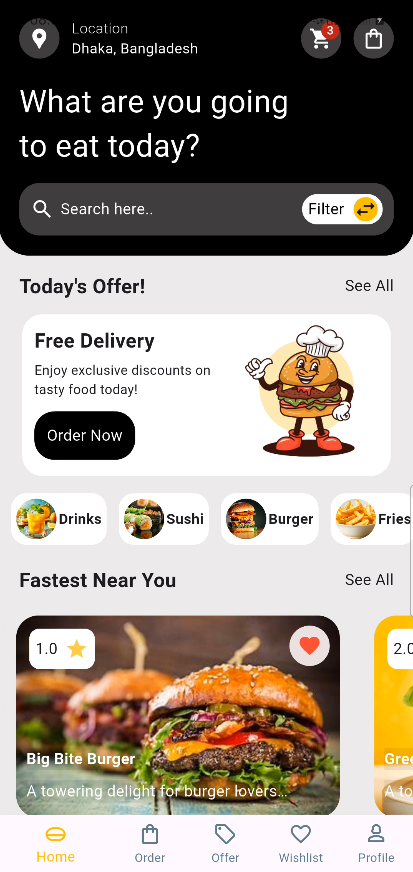 Location
Dhaka, Bangladesh
3
What are you going
to eat today?
Search here..
Filter
Today's Offer!
See All
Free Delivery
Enjoy exclusive discounts on
tasty food today!
Order Now
Drinks
Sushi
Burger
Fries
Fastest Near You
See All
1.0
2.0
Big Bite Burger
A towering delight for burger lovers...
Gree
A to
Home
Order
Offer
Wishlist
Profile